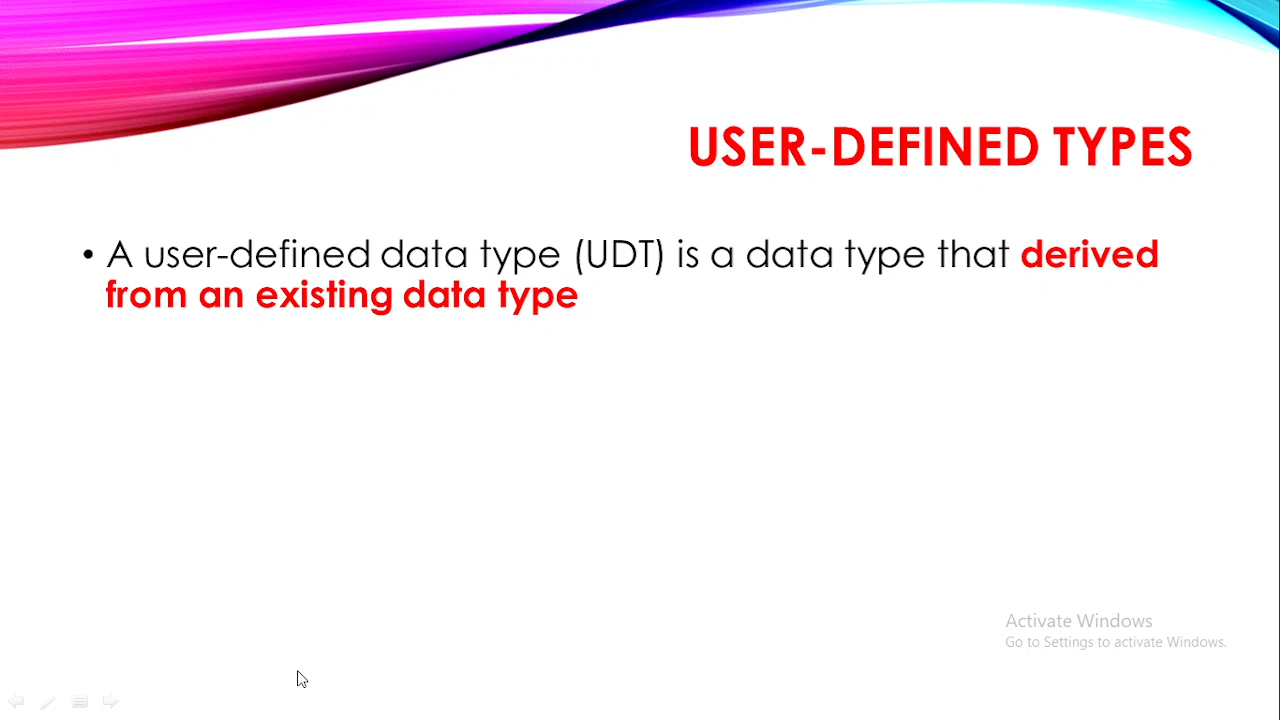 USER-DEFINED TYPES
• A user-defined data type (UDT) is a data type that derived
from an existing data type
Activate Windows
Go to Settings to activate Windows.